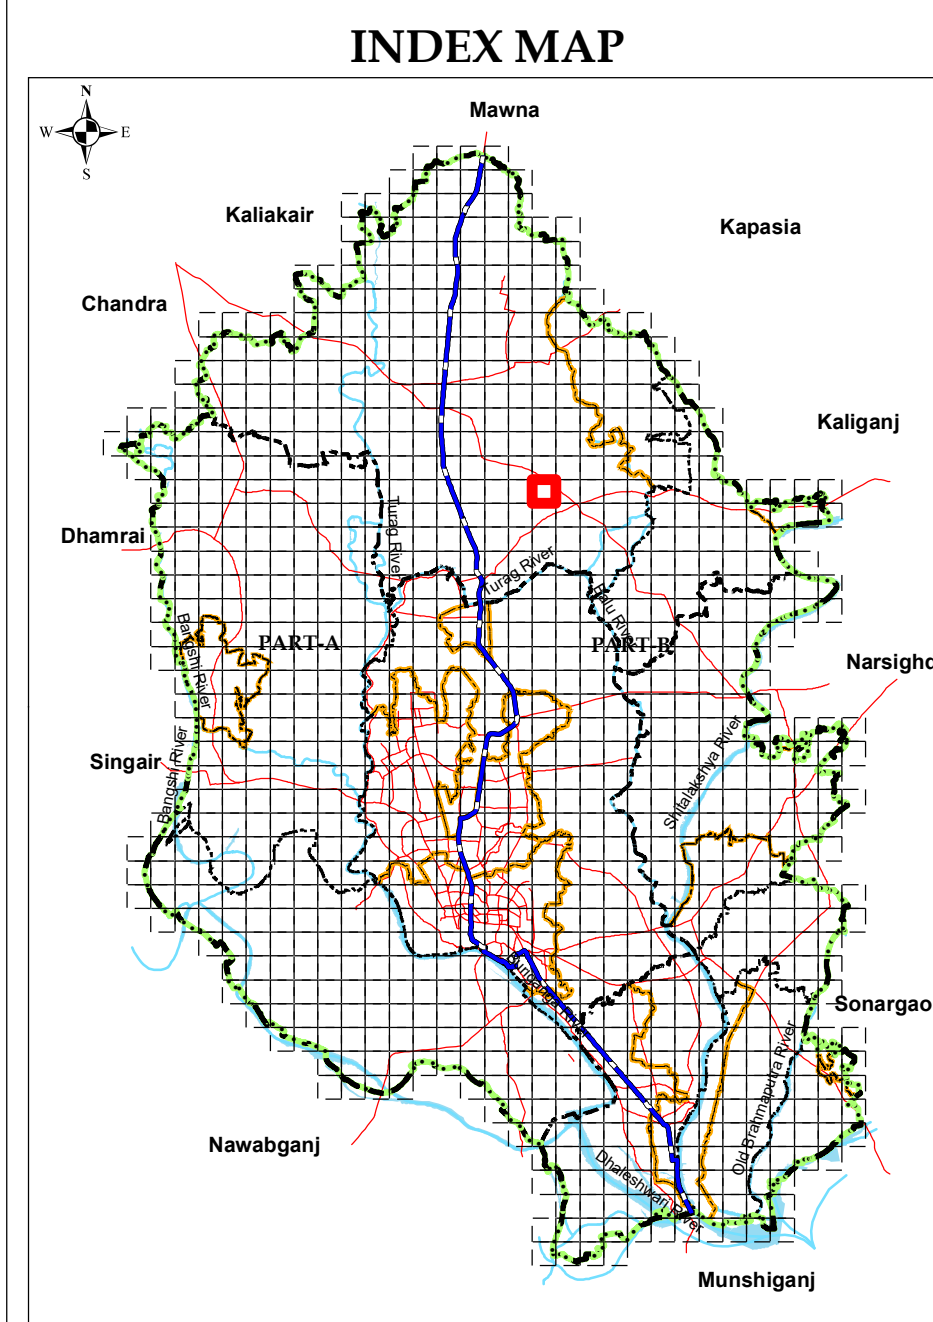 INDEX MAP
N
W E
S
Mawna
Kaliakair
Kapasia
Chandra
Kaliganj
Dhamrai
Turag River
Turag River
Balu River
Bangshi River
PART-A
PART-B
Narsighd
Singair
Bangshi River
Shitalakshya River
Buriganga River
Sonargao
Old Brahmaputra River
Nawabganj
Dhaleshwari River
Munshiganj